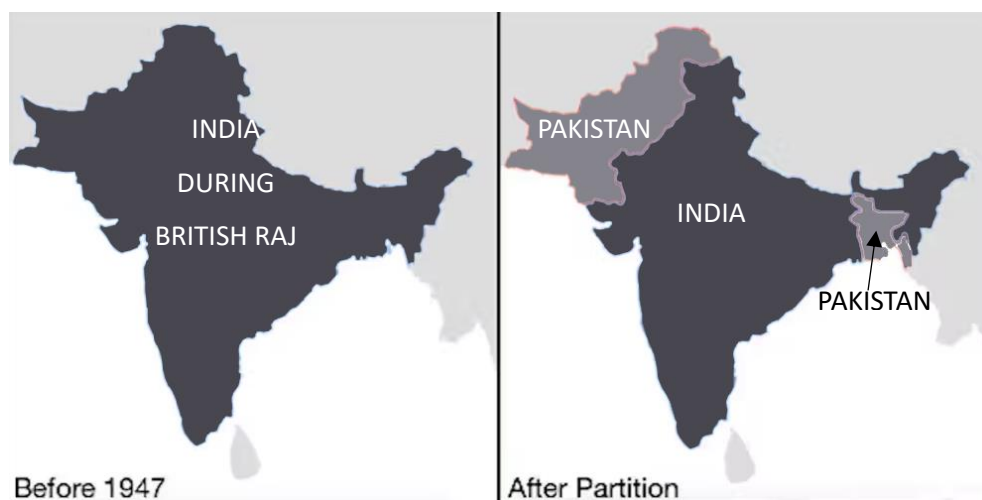 INDIA
DURING
BRITISH RAJ
Before 1947
PAKISTAN
INDIA
PAKISTAN
After Partition